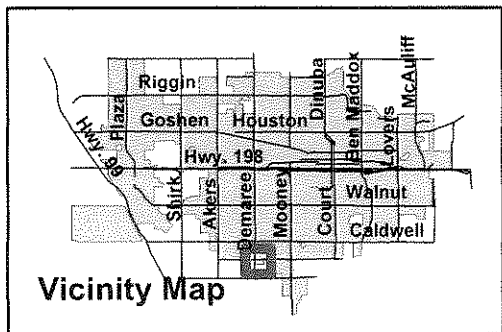 Riggin
Goshen Houston
Hwy. 198
Walnut
Caldwell
Hwy. 99
Plaza
Shirk
Akers
Demaree
Mooney
Court
Dinuba
Ben Maddox
Lovers
McAuliff
Vicinity Map